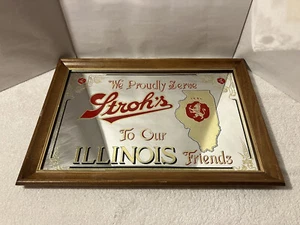 We Proudly Serve
Stroh's
To Our
ILLINOIS Friends